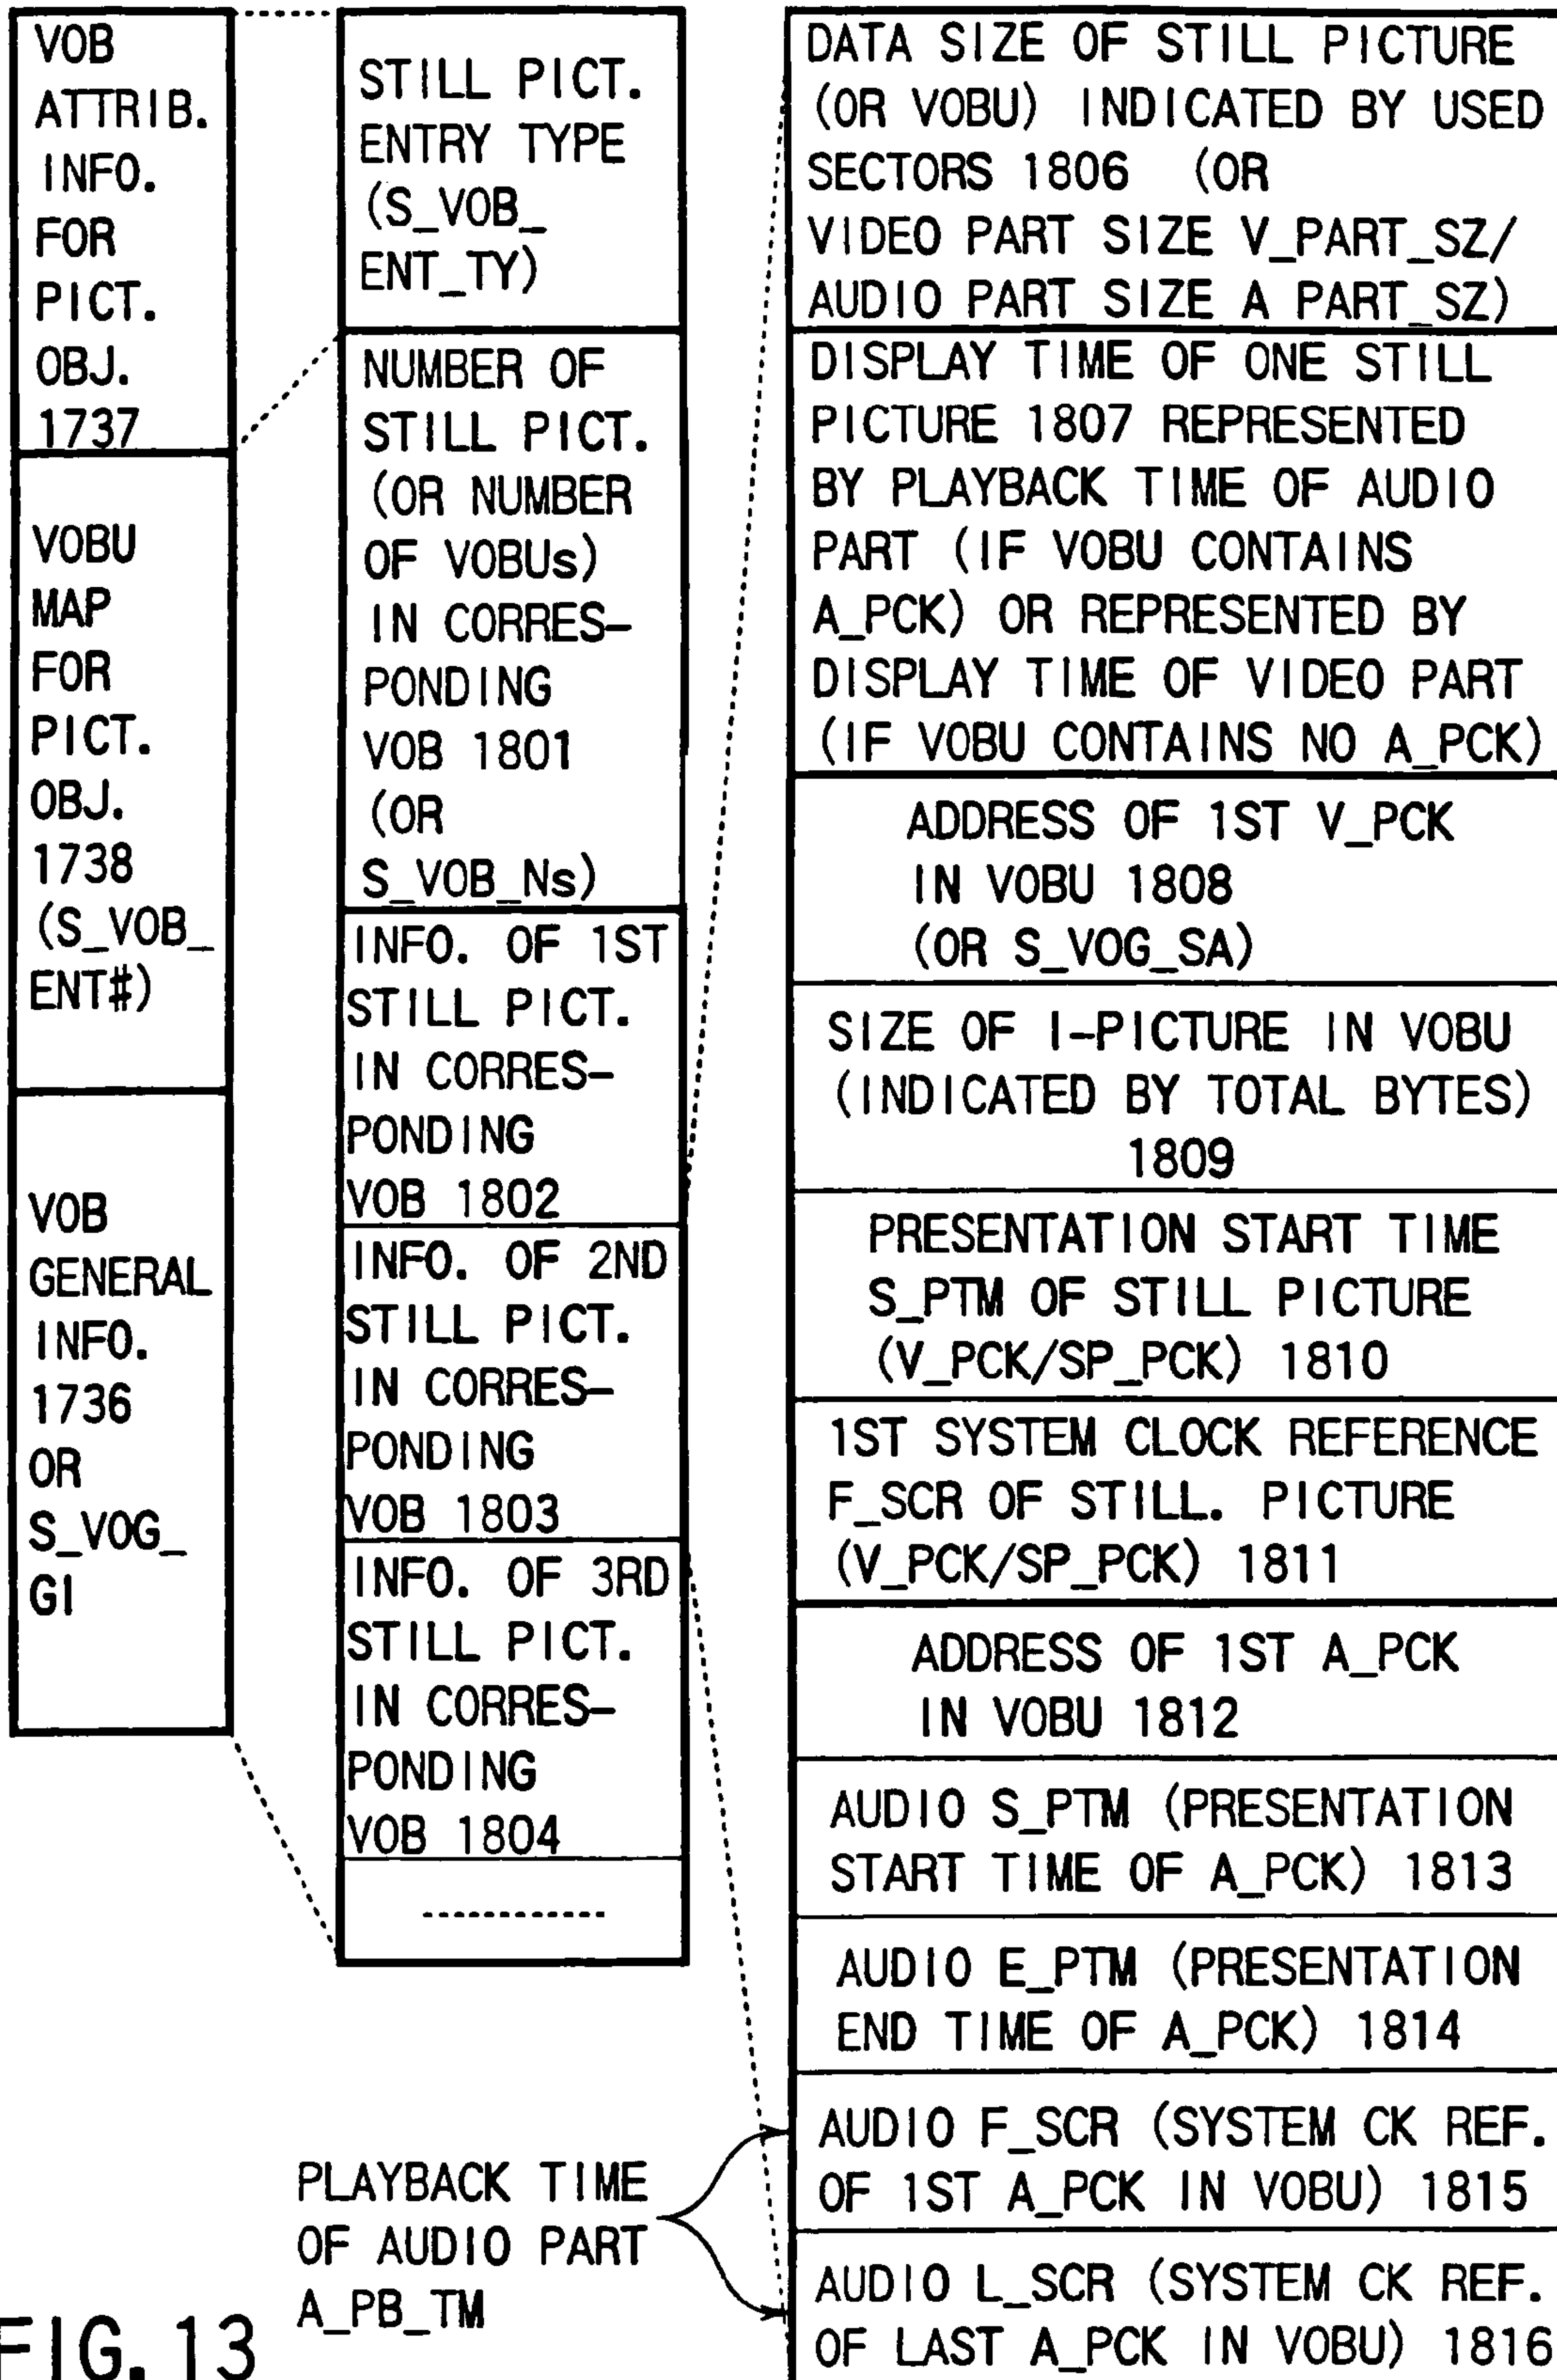 VOB
ATTRIB.
INFO.
FOR
PICT.
OBJ.
1737
VOBU
MAP
FOR
PICT.
OBJ.
1738
(S_VOB_
ENT#)
VOB
GENERAL
INFO.
1736
OR
S_VOG_
GI
STILL PICT.
ENTRY TYPE
(S_VOB_
ENT_TY)
NUMBER OF
STILL PICT.
(OR NUMBER
OF VOBUs)
IN CORRES-
PONDING
VOB 1801
(OR
S_VOB_Ns)
INFO. OF 1ST
STILL PICT.
IN CORRES-
PONDING
VOB 1802
INFO. OF 2ND
STILL PICT.
IN CORRES-
PONDING
VOB 1803
INFO. OF 3RD
STILL PICT.
IN CORRES-
PONDING
VOB 1804
DATA SIZE OF STILL PICTURE
(OR VOBU) INDICATED BY USED
SECTORS 1806 (OR
VIDEO PART SIZE V_PART_SZ/
AUDIO PART SIZE A PART_SZ)
DISPLAY TIME OF ONE STILL
PICTURE 1807 REPRESENTED
BY PLAYBACK TIME OF AUDIO
PART (IF VOBU CONTAINS
A_PCK) OR REPRESENTED BY
DISPLAY TIME OF VIDEO PART
(IF VOBU CONTAINS NO A_PCK)
ADDRESS OF 1ST V_PCK
IN VOBU 1808
(OR S_VOG_SA)
SIZE OF I-PICTURE IN VOBU
(INDICATED BY TOTAL BYTES)
1809
PRESENTATION START TIME
S_PTM OF STILL PICTURE
(V_PCK/SP_PCK) 1810
1ST SYSTEM CLOCK REFERENCE
F_SCR OF STILL. PICTURE
(V_PCK/SP_PCK) 1811
ADDRESS OF 1ST A_PCK
IN VOBU 1812
AUDIO S_PTM (PRESENTATION
START TIME OF A_PCK) 1813
AUDIO E_PTM (PRESENTATION
END TIME OF A_PCK) 1814
AUDIO F_SCR (SYSTEM CK REF.
OF 1ST A_PCK IN VOBU) 1815
AUDIO L_SCR (SYSTEM CK REF.
OF LAST A_PCK IN VOBU) 1816
PLAYBACK TIME
OF AUDIO PART
A_PB_TM
FIG. 13